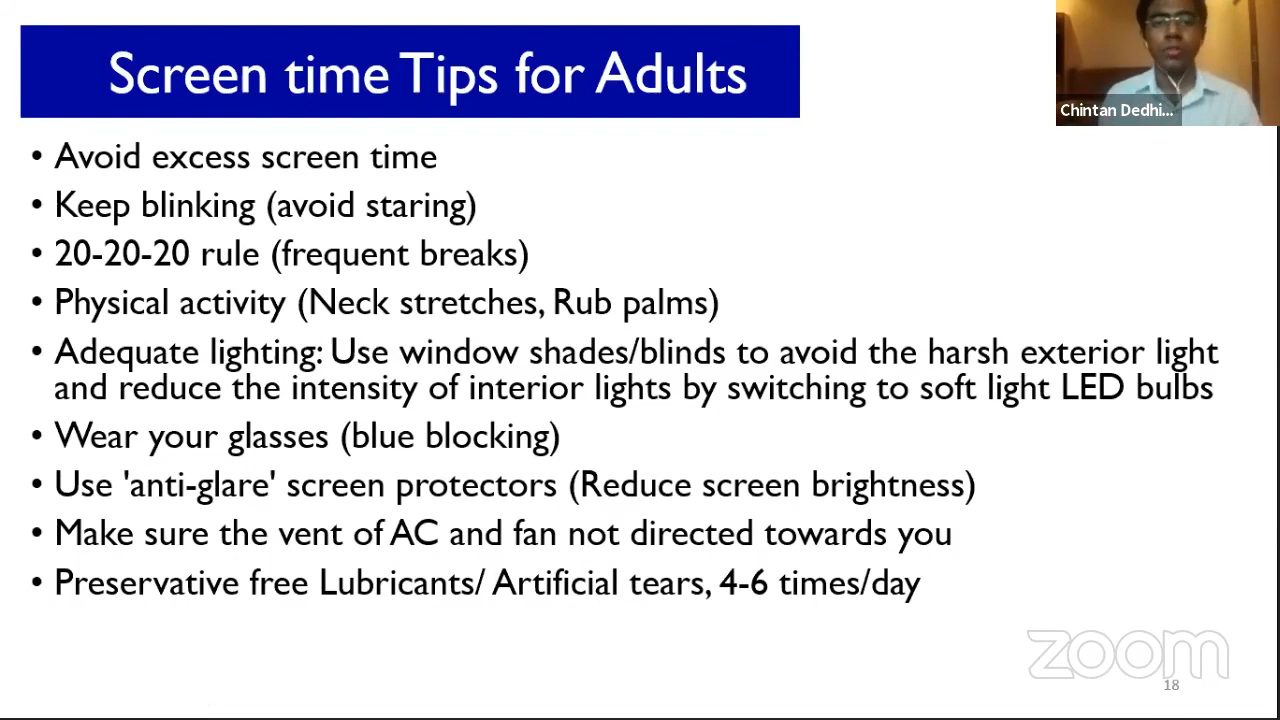 Screen time Tips for Adults
Chintan Dedhi...
• Avoid excess screen time
• Keep blinking (avoid staring)
• 20-20-20 rule (frequent breaks)
• Physical activity (Neck stretches, Rub palms)
• Adequate lighting: Use window shades/blinds to avoid the harsh exterior light
and reduce the intensity of interior lights by switching to soft light LED bulbs
• Wear your glasses (blue blocking)
• Use 'anti-glare' screen protectors (Reduce screen brightness)
• Make sure the vent of AC and fan not directed towards you
• Preservative free Lubricants/ Artificial tears, 4-6 times/day
zoom
18